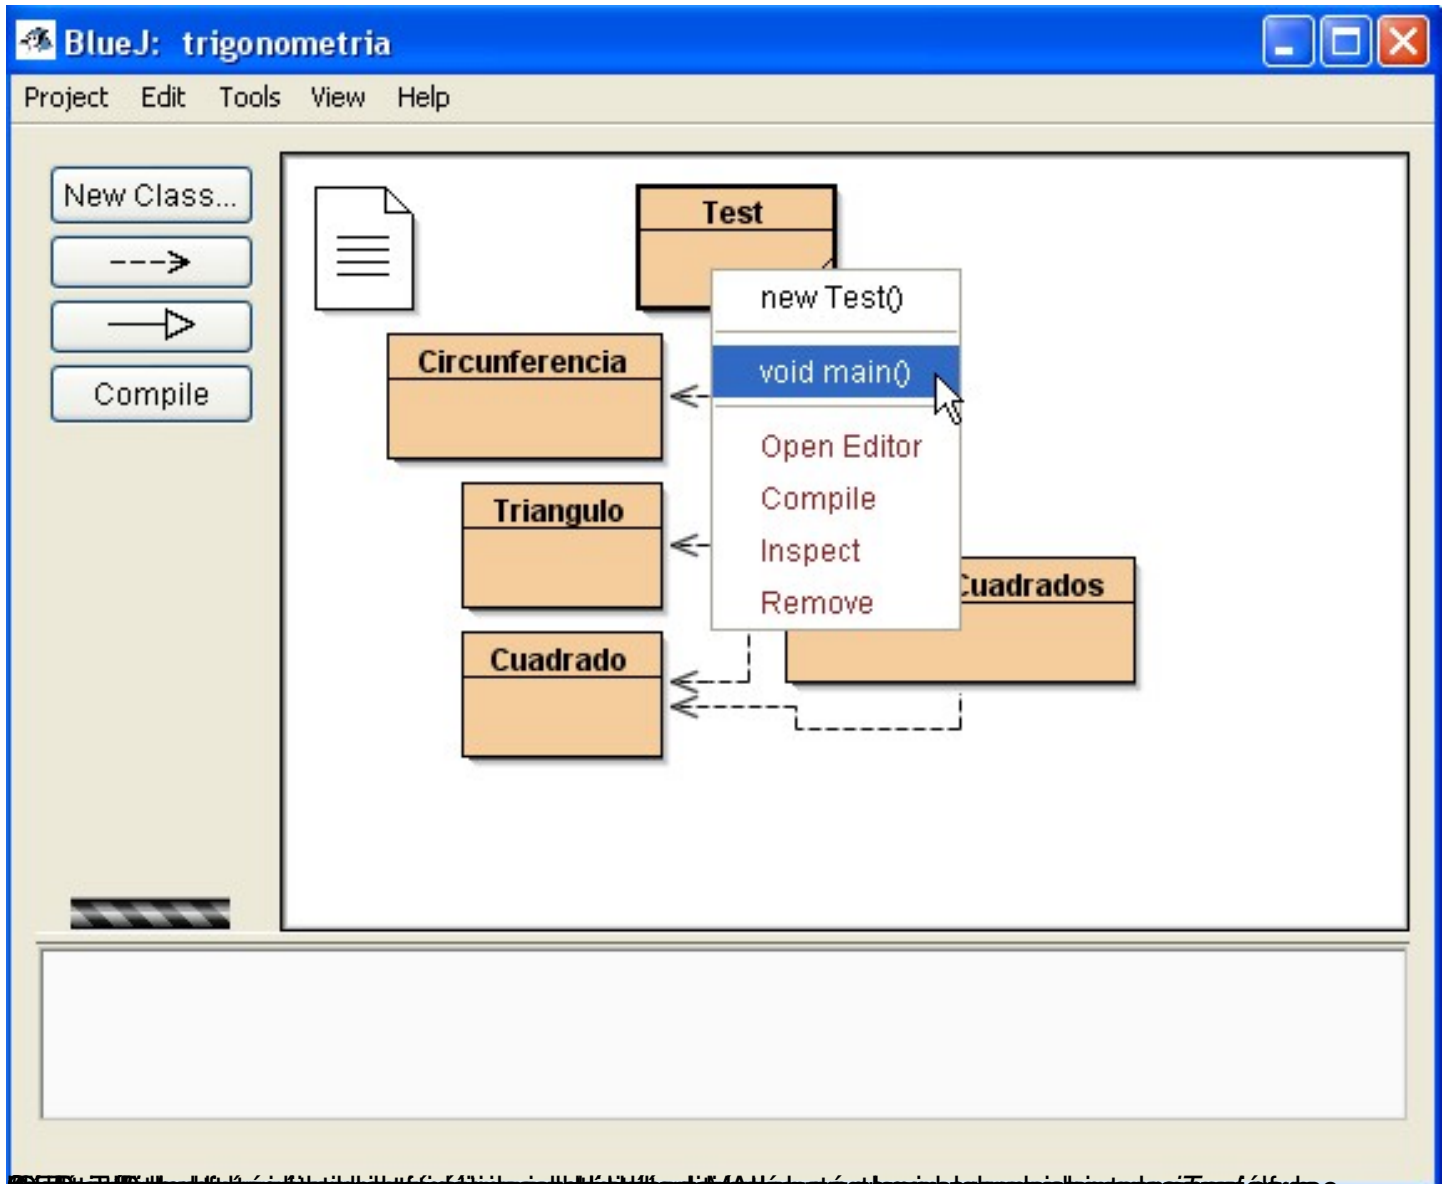 BlueJ: trigonometria
Project Edit Tools View Help
New Class...
Compile
Test
new Test()
void main()
Open Editor
Compile
Inspect
Remove
Circunferencia
Triangulo
Cuadrado